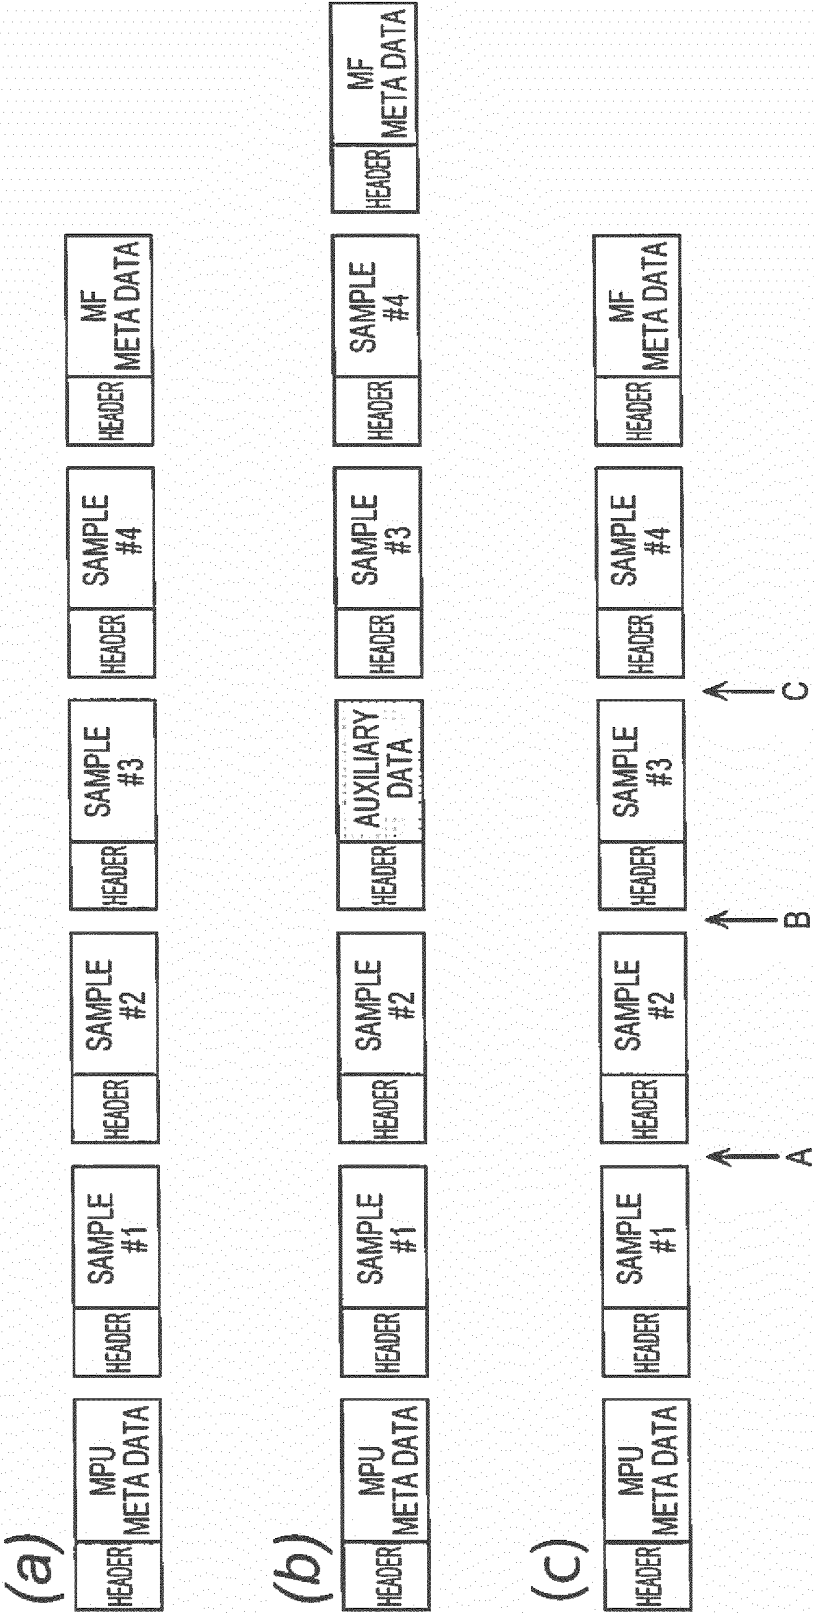 (a)
HEADER
MPU
META DATA
HEADER
SAMPLE
#1
HEADER
SAMPLE
#2
HEADER
SAMPLE
#3
HEADER
SAMPLE
#4
HEADER
MF
META DATA
(b)
HEADER
MPU
META DATA
HEADER
SAMPLE
#1
HEADER
SAMPLE
#2
HEADER
AUXILIARY
DATA
HEADER
SAMPLE
#3
HEADER
SAMPLE
#4
HEADER
MF
META DATA
(c)
HEADER
MPU
META DATA
HEADER
SAMPLE
#1
HEADER
SAMPLE
#2
HEADER
SAMPLE
#3
HEADER
SAMPLE
#4
HEADER
MF
META DATA
A
B
C